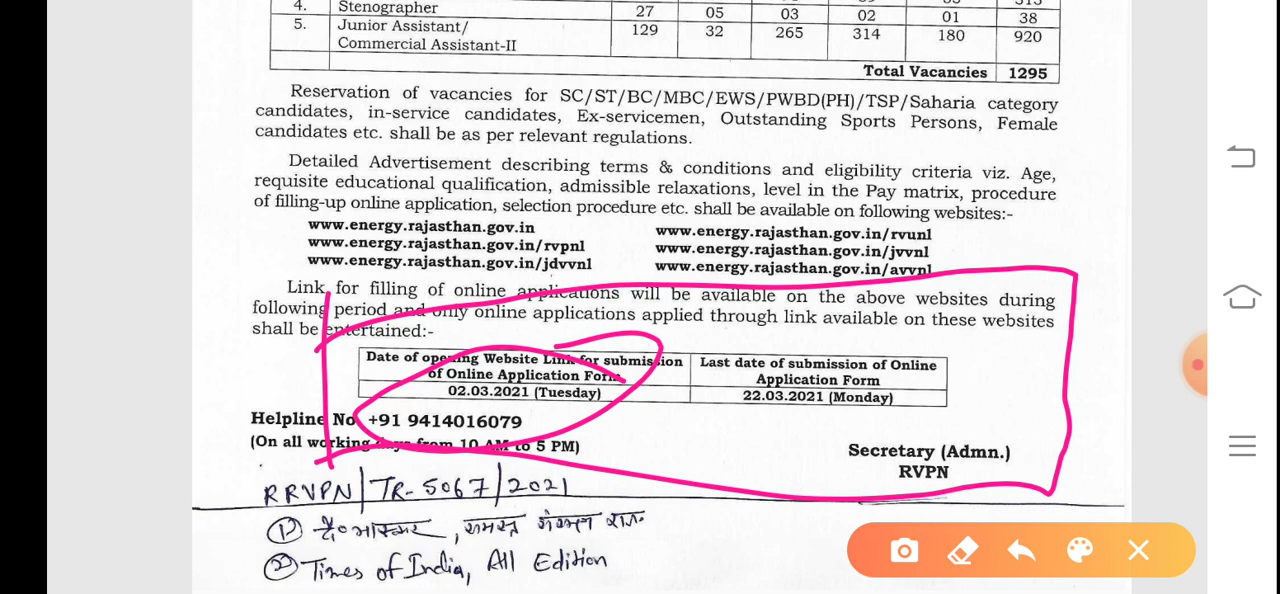 4. Stenographer 27 05 03 02 01 38
5. Junior Assistant/ 129 32 265 314 180 920
Commercial Assistant-II
Total Vacancies 1295
Reservation of vacancies for SC/ST/BC/MBC/EWS/PWBD(PH)/TSP/Saharia category
candidates, in-service candidates, Ex-servicemen, Outstanding Sports Persons, Female
candidates etc. shall be as per relevant regulations.
Detailed Advertisement describing terms & conditions and eligibility criteria viz. Age,
requisite educational qualification, admissible relaxations, level in the Pay matrix, procedure
of filling-up online application, selection procedure etc. shall be available on following websites:-
www.energy.rajasthan.gov.in www.energy.rajasthan.gov.in/rvunl
www.energy.rajasthan.gov.in/rvpnl www.energy.rajasthan.gov.in/jvvnl
www.energy.rajasthan.gov.in/jdvvnl www.energy.rajasthan.gov.in/avvnl
Link for filling of online applications will be available on the above websites during
following period and only online applications applied through link available on these websites
shall be entertained:-
Date of opening Website Link for submission Last date of submission of Online
of Online Application Form Application Form
02.03.2021 (Tuesday) 22.03.2021 (Monday)
Helpline No +91 9414016079
(On all working days from 10 AM to 5 PM)
Secretary (Admn.)
RVPN
RRVPN/TR-5067/2021
① दै० भास्कर, समस्त संस्करण राज०
② Times of India, All Edition